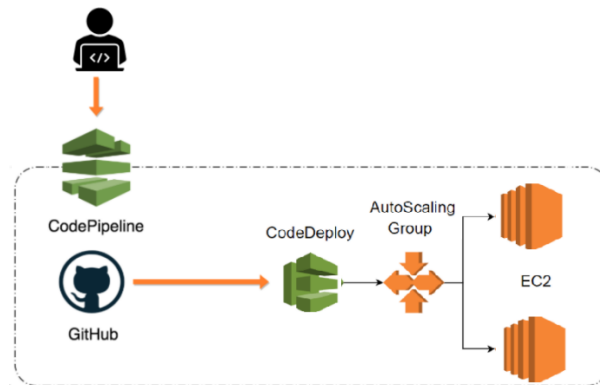 </>
CodePipeline
GitHub
CodeDeploy
AutoScaling
Group
EC2